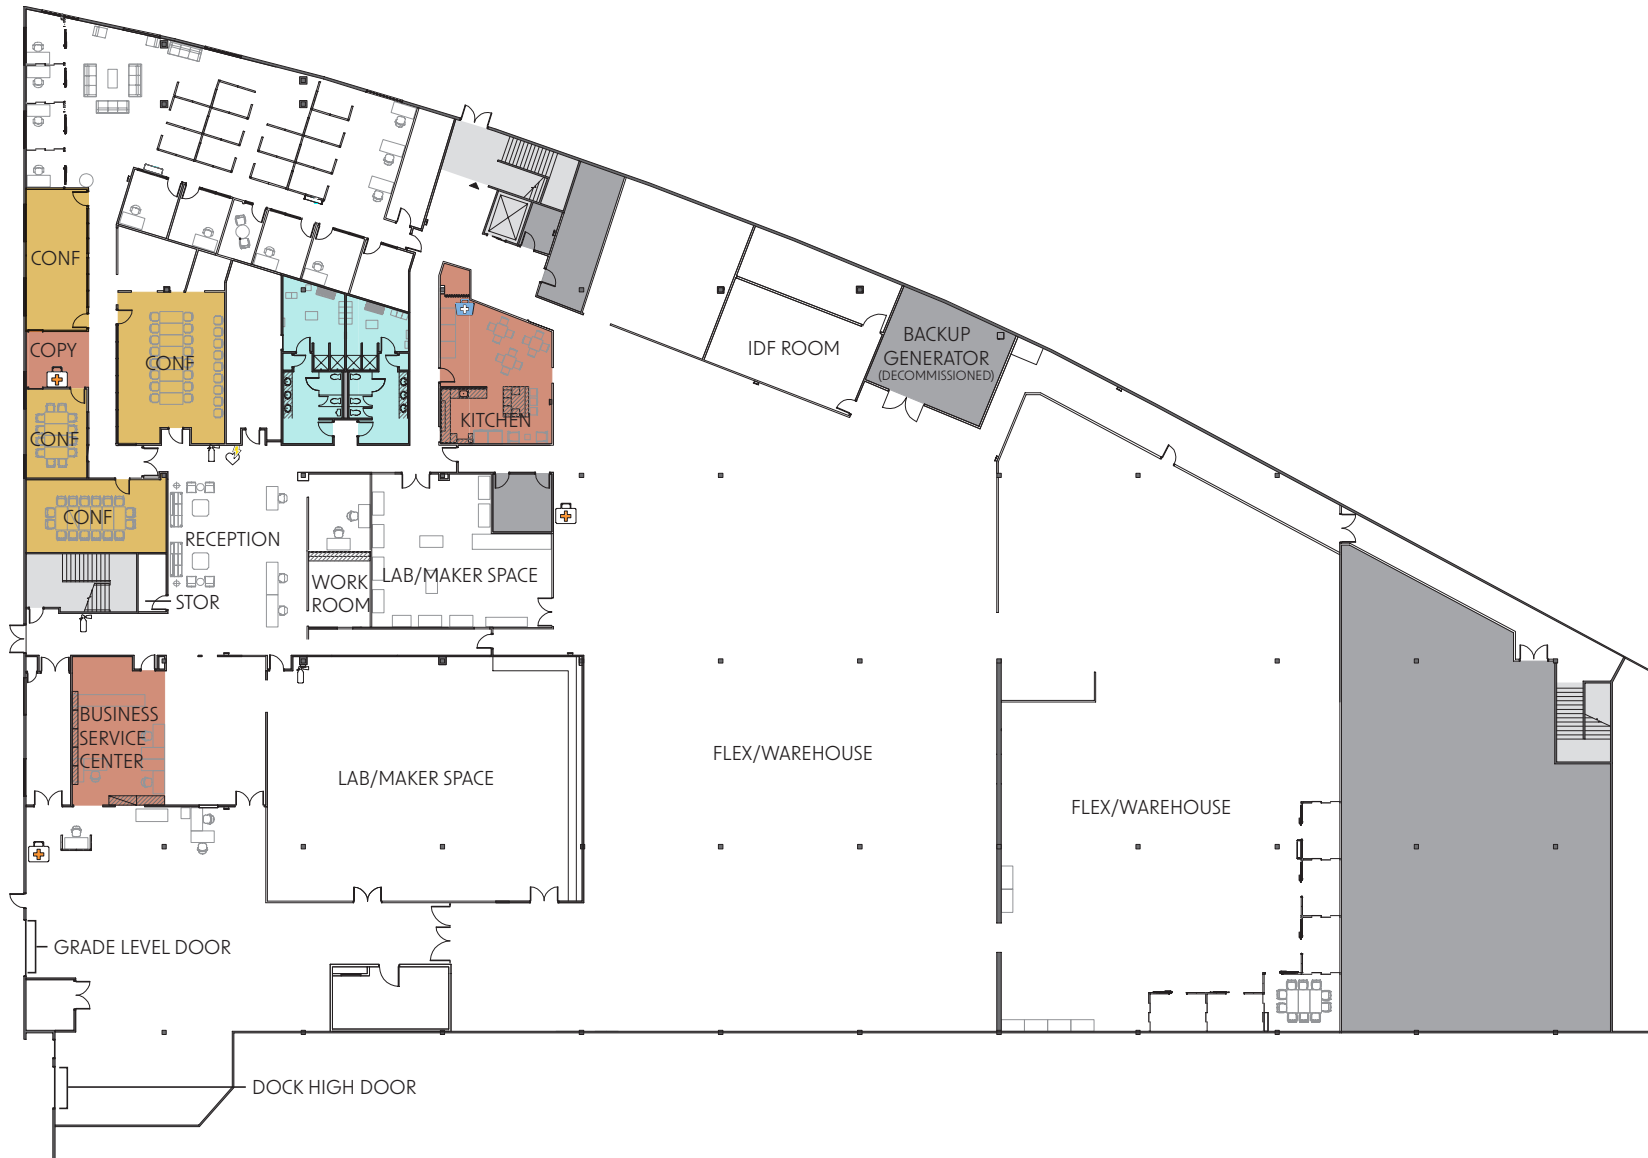 CONF
COPY
CONF
CONF
CONF
KITCHEN
IDF ROOM
BACKUP
GENERATOR
(DECOMMISSIONED)
RECEPTION
STOR
WORK
ROOM
LAB/MAKER SPACE
BUSINESS
SERVICE
CENTER
LAB/MAKER SPACE
FLEX/WAREHOUSE
FLEX/WAREHOUSE
GRADE LEVEL DOOR
DOCK HIGH DOOR